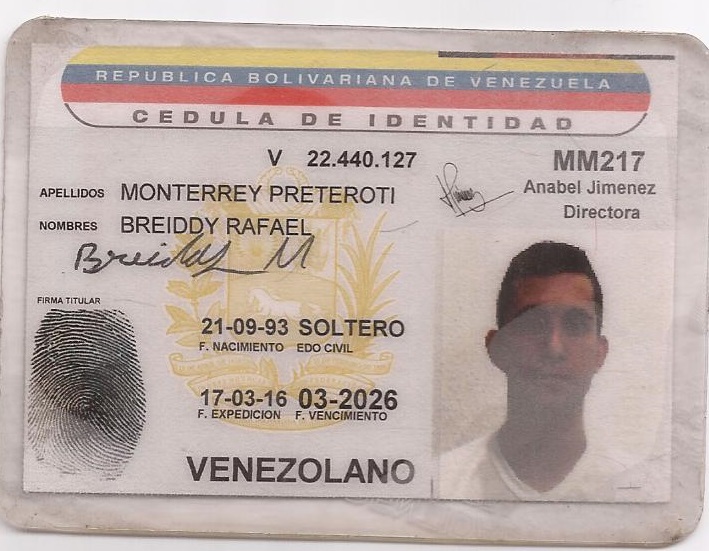 REPUBLICA BOLIVARIANA DE VENEZUELA
CEDULA DE IDENTIDAD
V 22.440.127
MM217
APELLIDOS MONTERREY PRETEROTI
Anabel Jimenez
Directora
NOMBRES BREIDDY RAFAEL
Breiddy M
FIRMA TITULAR
21-09-93 SOLTERO
F. NACIMIENTO EDO CIVIL
17-03-16 03-2026
F. EXPEDICION F. VENCIMIENTO
VENEZOLANO